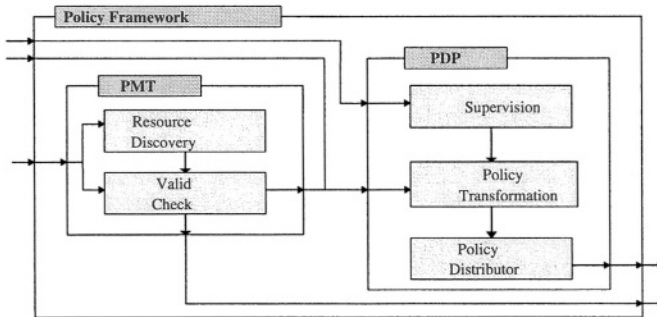 Policy Framework
PMT
Resource
Discovery
Valid
Check
PDP
Supervision
Policy
Transformation
Policy
Distributor